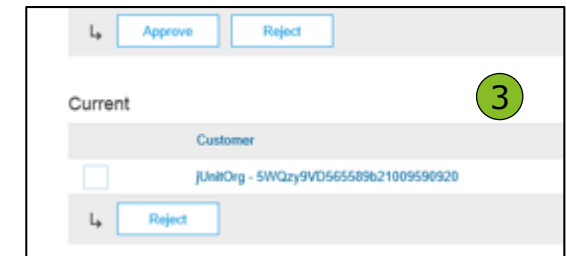 Approve Reject
Current
3
Customer
jUnitOrg - 5WQzy9VD565589b21009590920
Reject